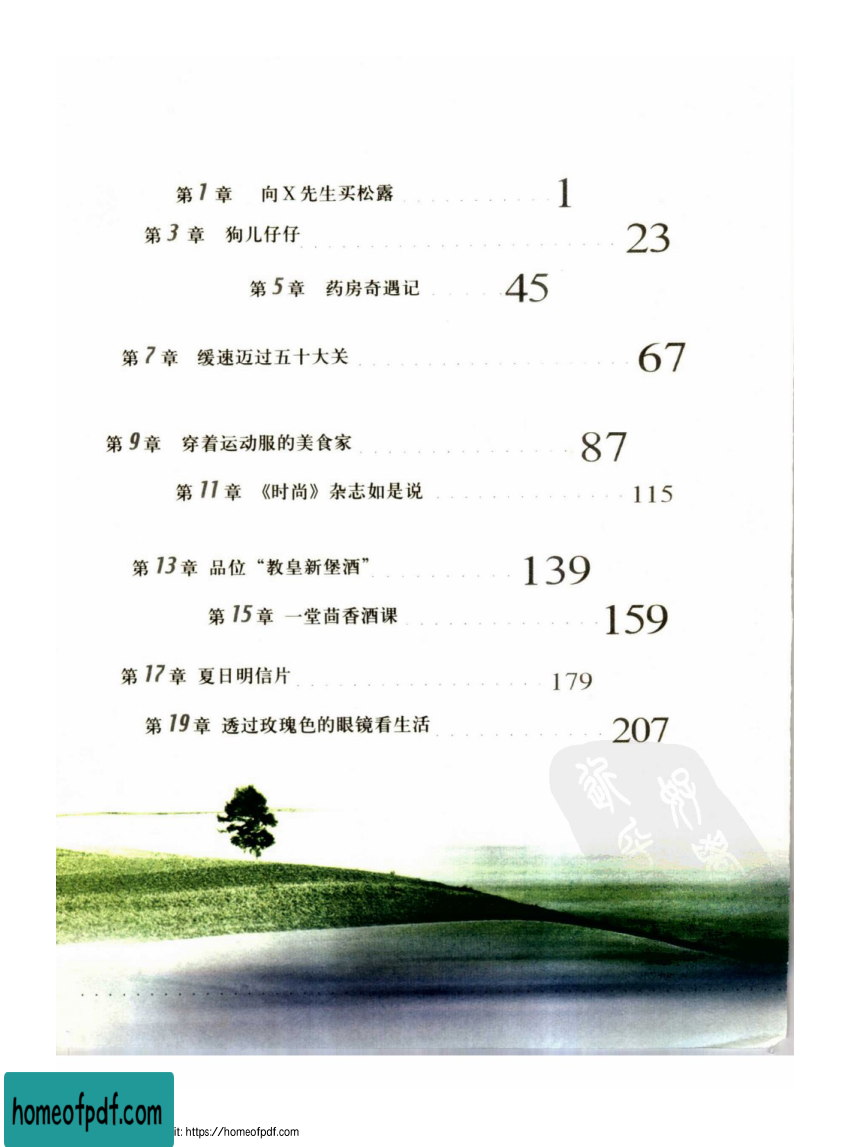 第1章 向X先生买松露 1
第3章 狗儿仔仔 23
第5章 药房奇遇记 45
第7章 缓速迈过五十大关 67
第9章 穿着运动服的美食家 87
第11章 《时尚》杂志如是说 115
第13章 品位“教皇新堡酒” 139
第15章 一堂茴香酒课 159
第17章 夏日明信片 179
第19章 透过玫瑰色的眼镜看生活 207
homeofpdf.com
it: https://homeofpdf.com